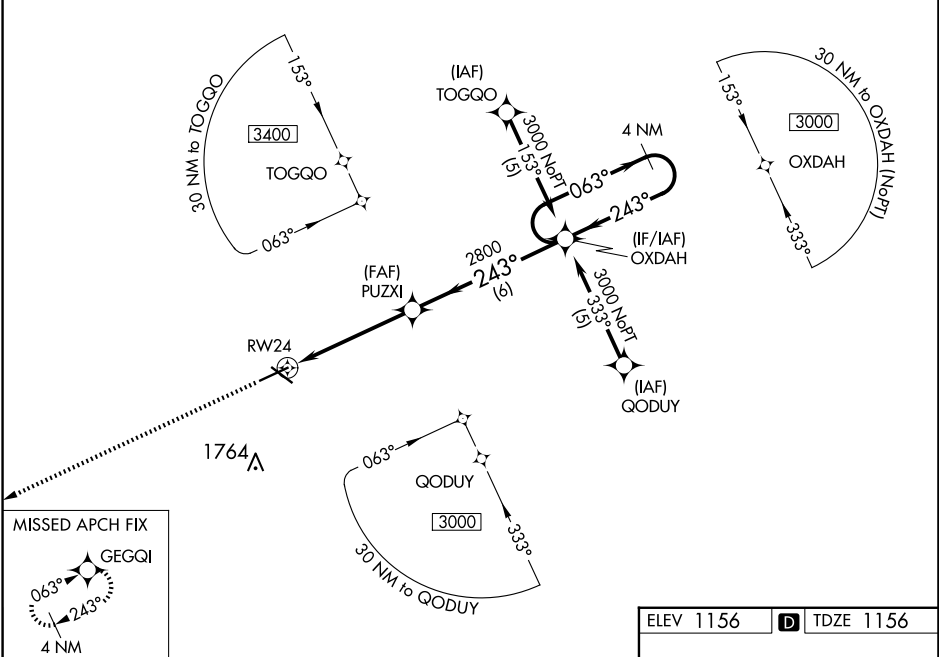 30 NM to TOGQO
153°
3400
TOGQO
063°
(IAF)
TOGQO
3000 NoPT
153°
(5)
4 NM
063°
243°
(IF/IAF)
OXDAH
30 NM to OXDAH (NoPT)
153°
3000
OXDAH
333°
2800
243°
(6)
(FAF)
PUZXI
3000 NoPT
333°
(5)
(IAF)
QODUY
RW24
1764
063°
QODUY
3000
333°
30 NM to QODUY
MISSED APCH FIX
GEGQI
063°
243°
4 NM
ELEV 1156 D TDZE 1156